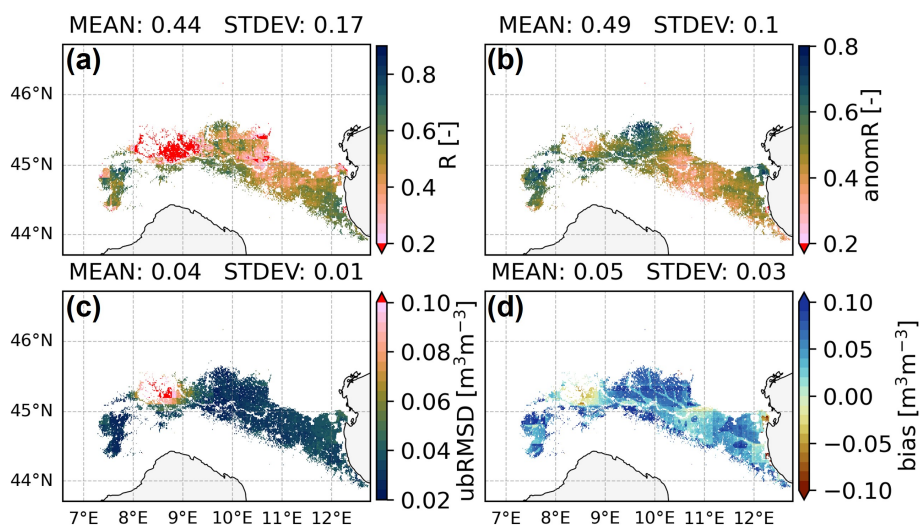 MEAN: 0.44 STDEV: 0.17
MEAN: 0.49 STDEV: 0.1
(a)
46°N
45°N
44°N
0.8
0.6
0.4
0.2
R [-]
(b)
0.8
0.6
0.4
0.2
anomR [-]
MEAN: 0.04 STDEV: 0.01
MEAN: 0.05 STDEV: 0.03
(c)
46°N
45°N
44°N
7°E 8°E 9°E 10°E 11°E 12°E
0.10
0.08
0.06
0.04
0.02
ubRMSD [m³m⁻³]
(d)
7°E 8°E 9°E 10°E 11°E 12°E
0.10
0.05
0.00
−0.05
−0.10
bias [m³m⁻³]